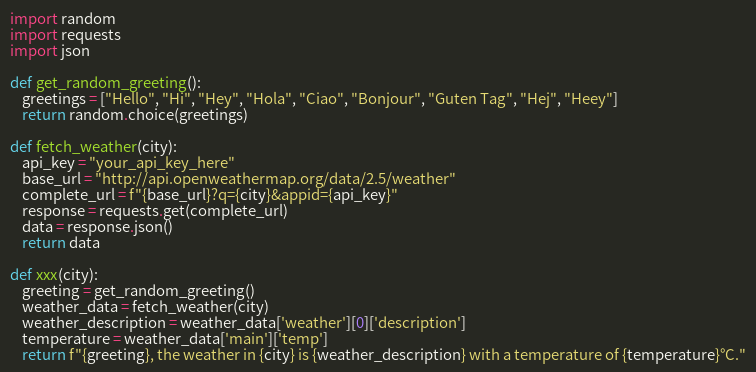 import random
import requests
import json

def get_random_greeting():
    greetings = ["Hello", "Hi", "Hey", "Hola", "Ciao", "Bonjour", "Guten Tag", "Hej", "Heey"]
    return random.choice(greetings)

def fetch_weather(city):
    api_key = "your_api_key_here"
    base_url = "http://api.openweathermap.org/data/2.5/weather"
    complete_url = f"{base_url}?q={city}&appid={api_key}"
    response = requests.get(complete_url)
    data = response.json()
    return data

def xxx(city):
    greeting = get_random_greeting()
    weather_data = fetch_weather(city)
    weather_description = weather_data['weather'][0]['description']
    temperature = weather_data['main']['temp']
    return f"{greeting}, the weather in {city} is {weather_description} with a temperature of {temperature}°C."